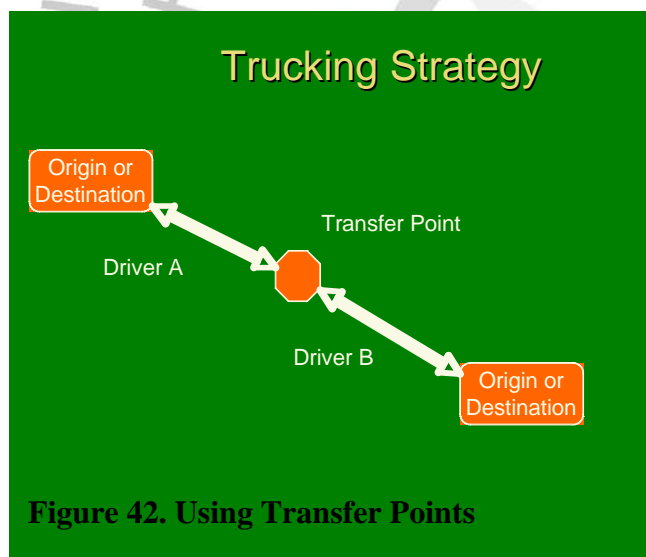 Trucking Strategy
Origin or
Destination
Transfer Point
Driver A
Driver B
Origin or
Destination
Figure 42. Using Transfer Points